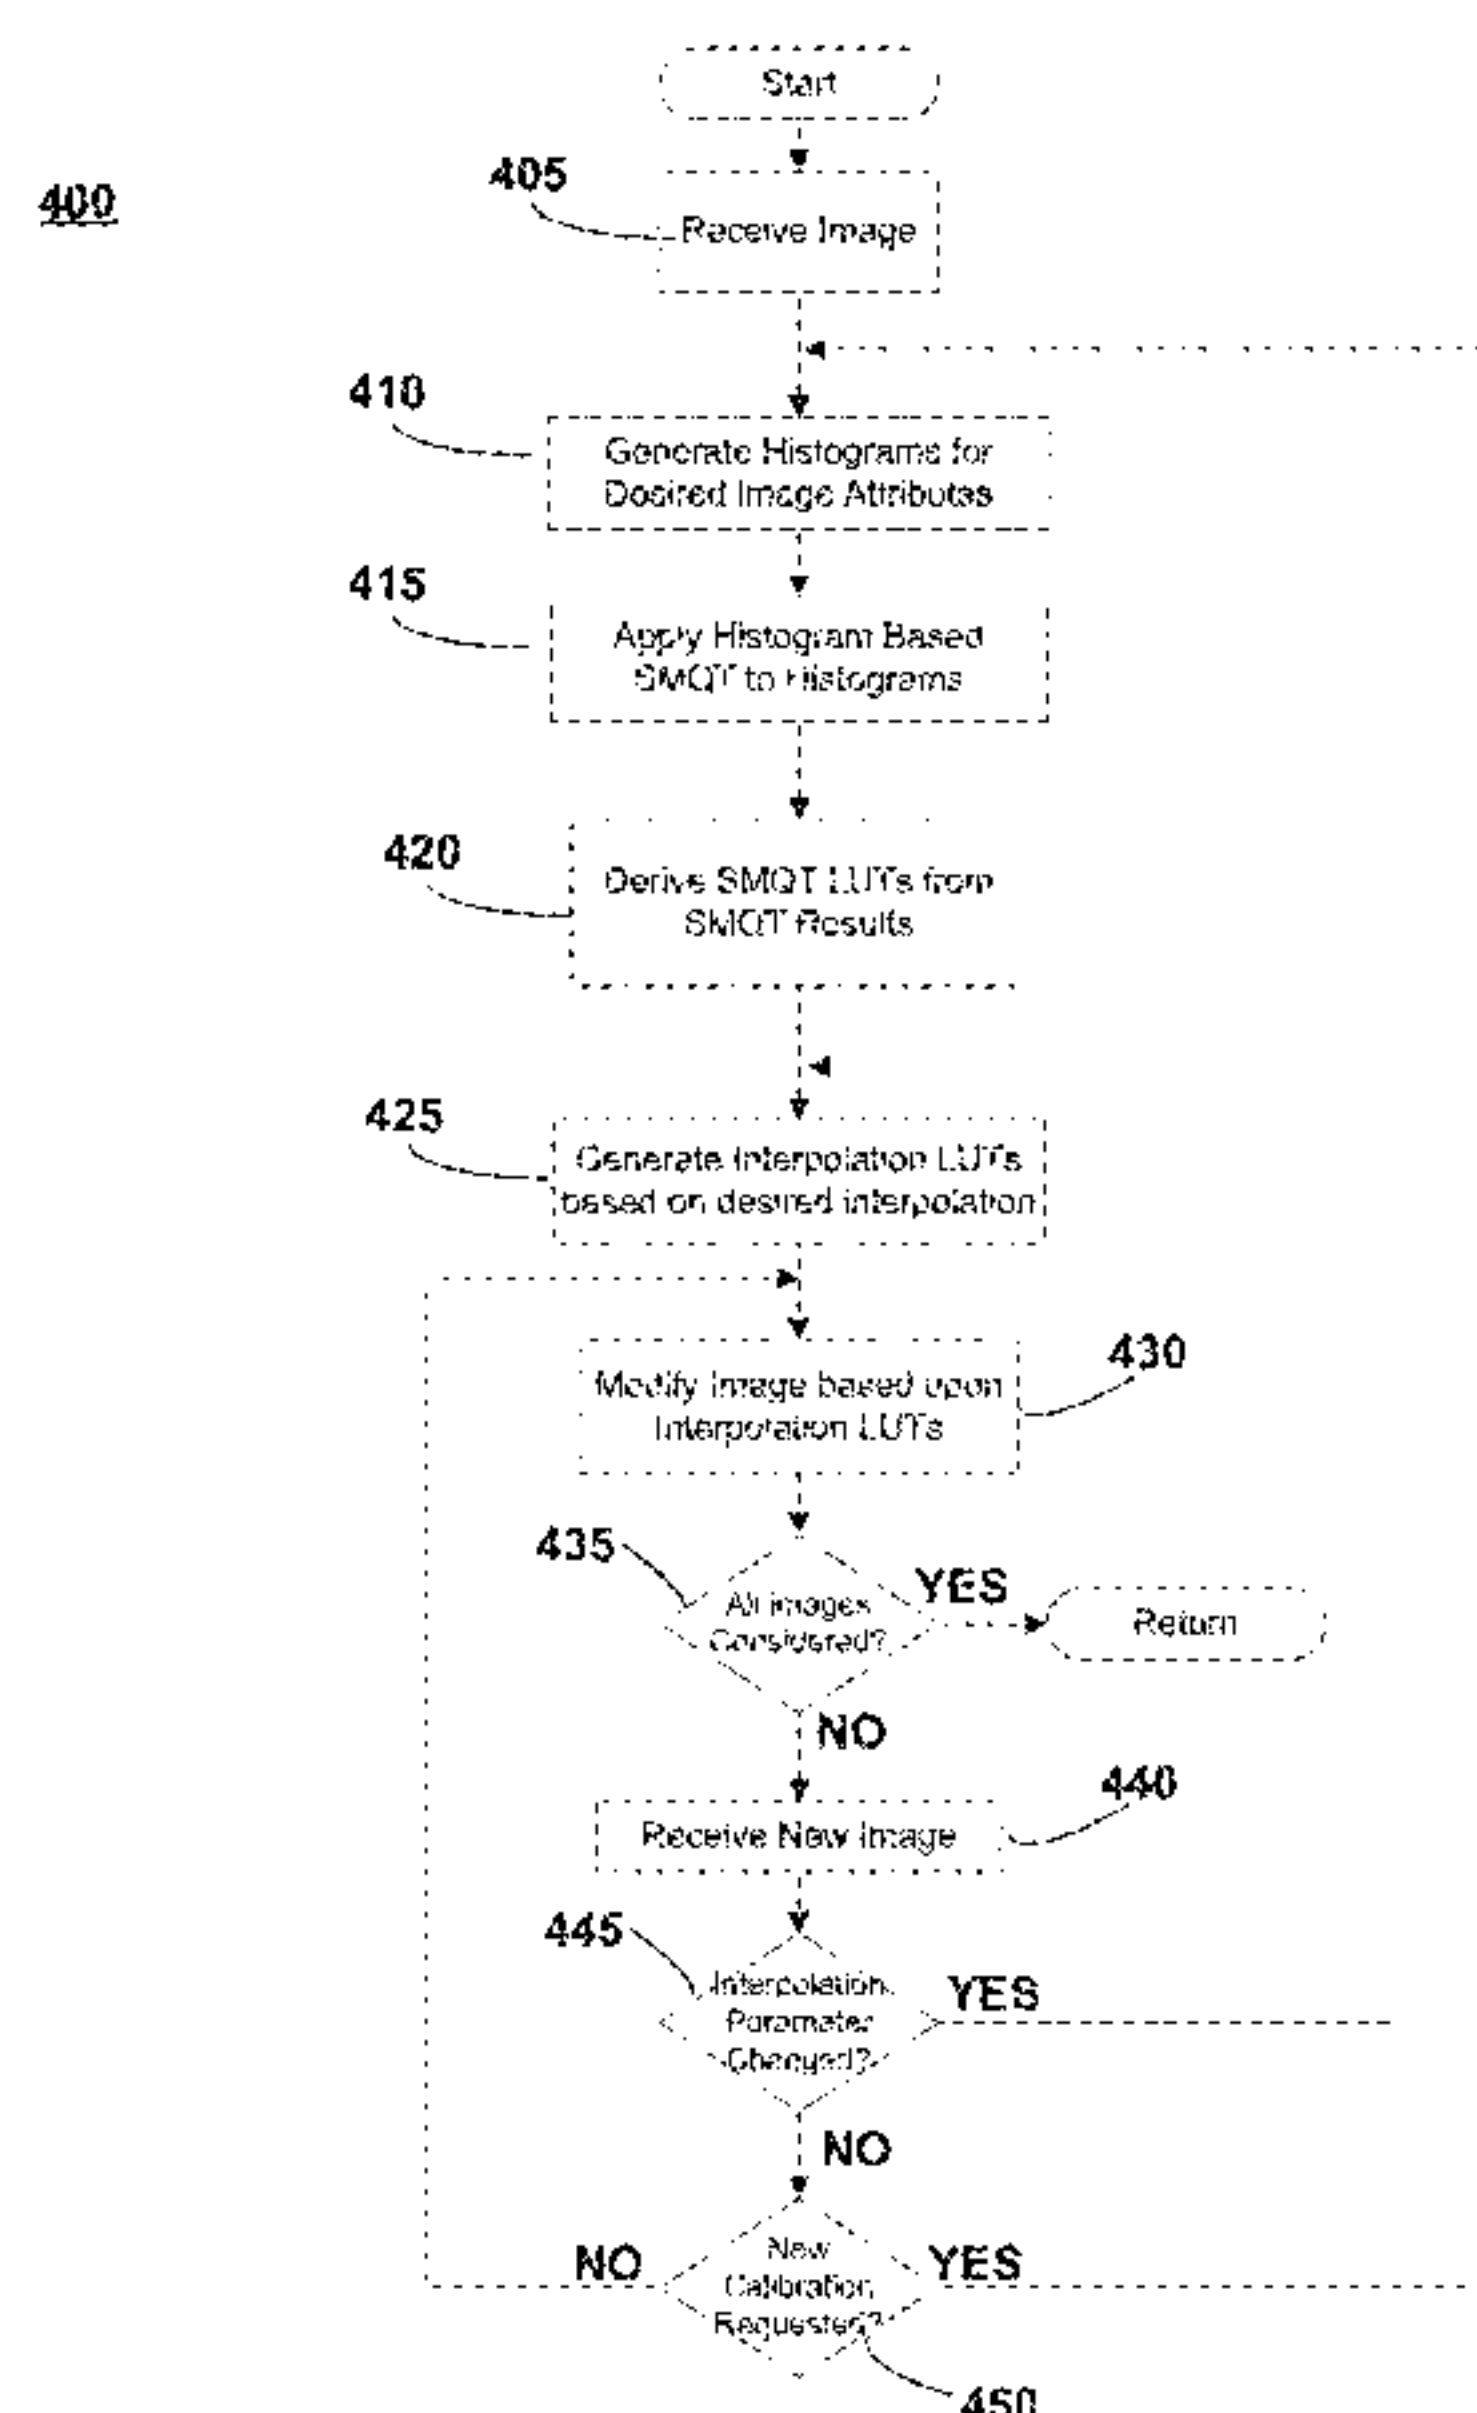 Start
405
400
Receive Image
410
Generate Histograms for
Desired Image Attributes
415
Apply Histogram Based
SMQT to Histograms
420
Derive SMQT LUTs from
SMQT Results
425
Generate Interpolation LUTs
based on desired interpolation
430
Modify Image based upon
Interpolation LUTs
435
All images
Considered?
YES
Return
NO
440
Receive New Image
445
Interpolation
Parameter
Changed?
YES
NO
New
Calibration
Requested?
NO
YES
450